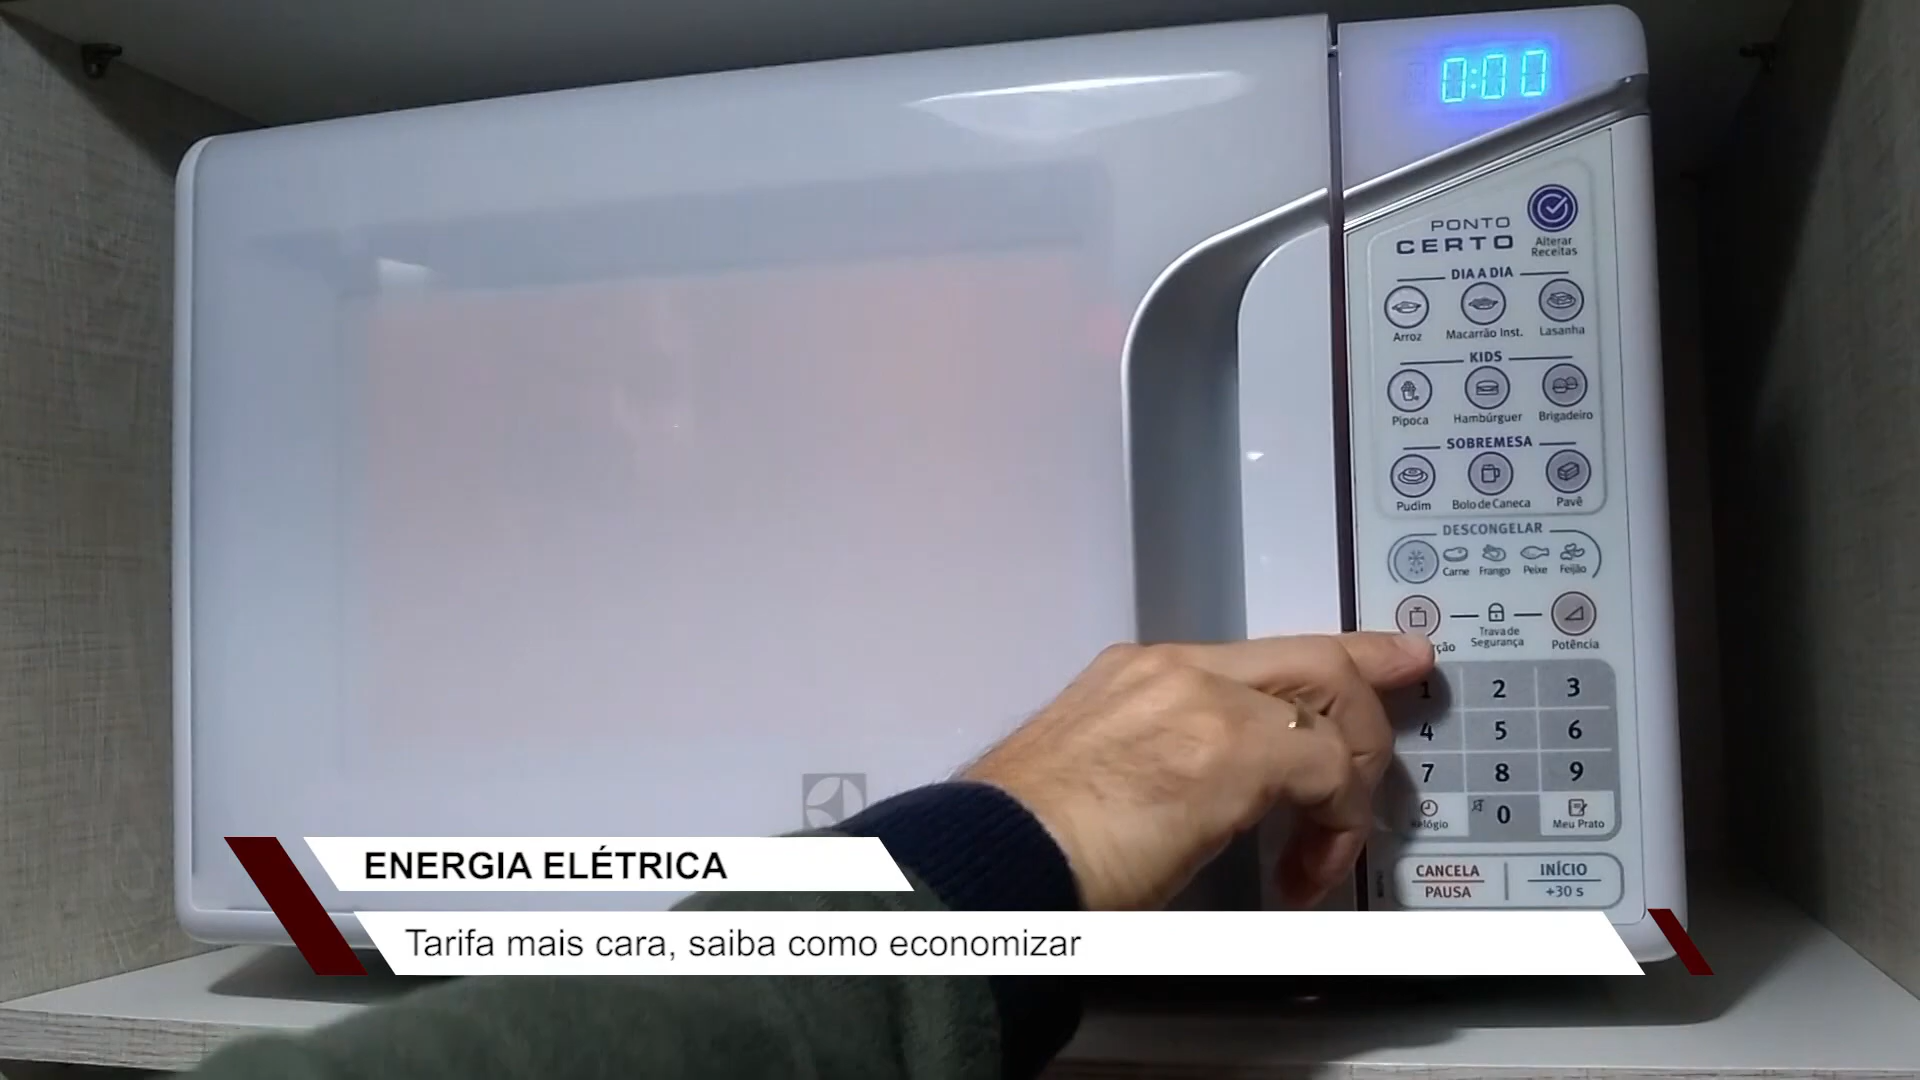 0:00
PONTO
CERTO
Alterar
Receitas
DIA A DIA
Arroz
Macarrão Inst.
Lasanha
KIDS
Pipoca
Hambúrguer
Brigadeiro
SOBREMESA
Pudim
Bolo de Caneca
Pavê
DESCONGELAR
Carne
Frango
Peixe
Feijão
Trava de
Segurança
Potência
1 2 3
4 5 6
7 8 9
Relógio
0
Meu Prato
CANCELA
PAUSA
INÍCIO
+30 s
ENERGIA ELÉTRICA
Tarifa mais cara, saiba como economizar